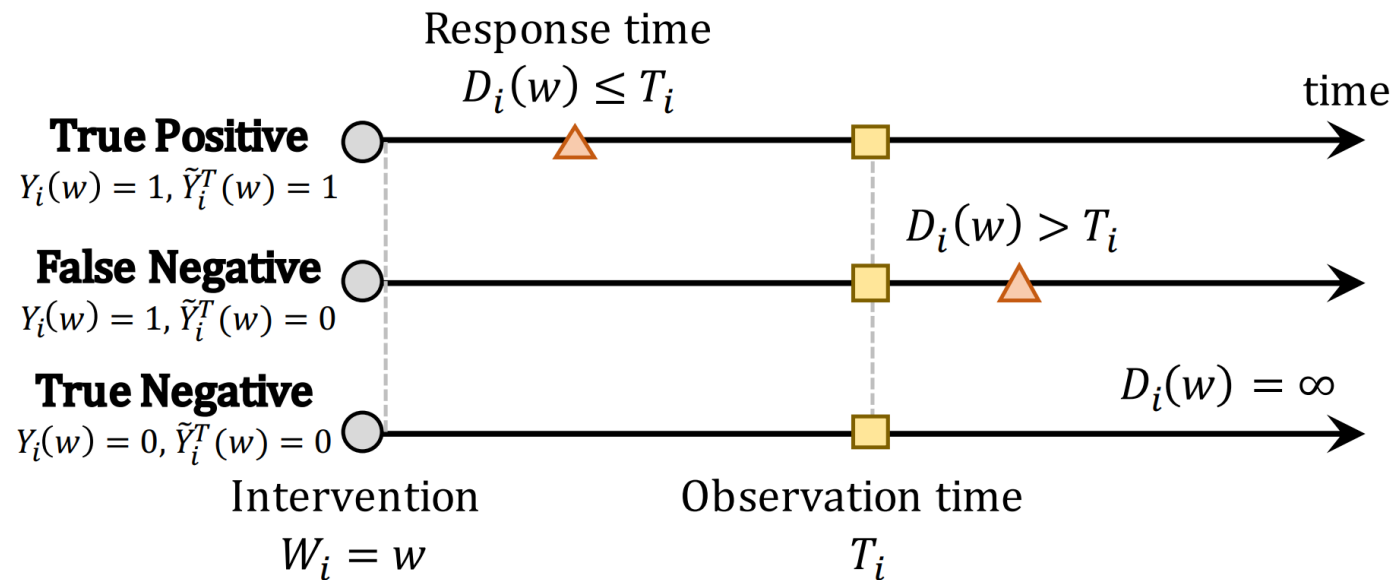 Response time
D_i(w) ≤ T_i
time
True Positive
Y_i(w) = 1, Ỹ_i^T(w) = 1
D_i(w) > T_i
False Negative
Y_i(w) = 1, Ỹ_i^T(w) = 0
D_i(w) = ∞
True Negative
Y_i(w) = 0, Ỹ_i^T(w) = 0
Intervention
W_i = w
Observation time
T_i